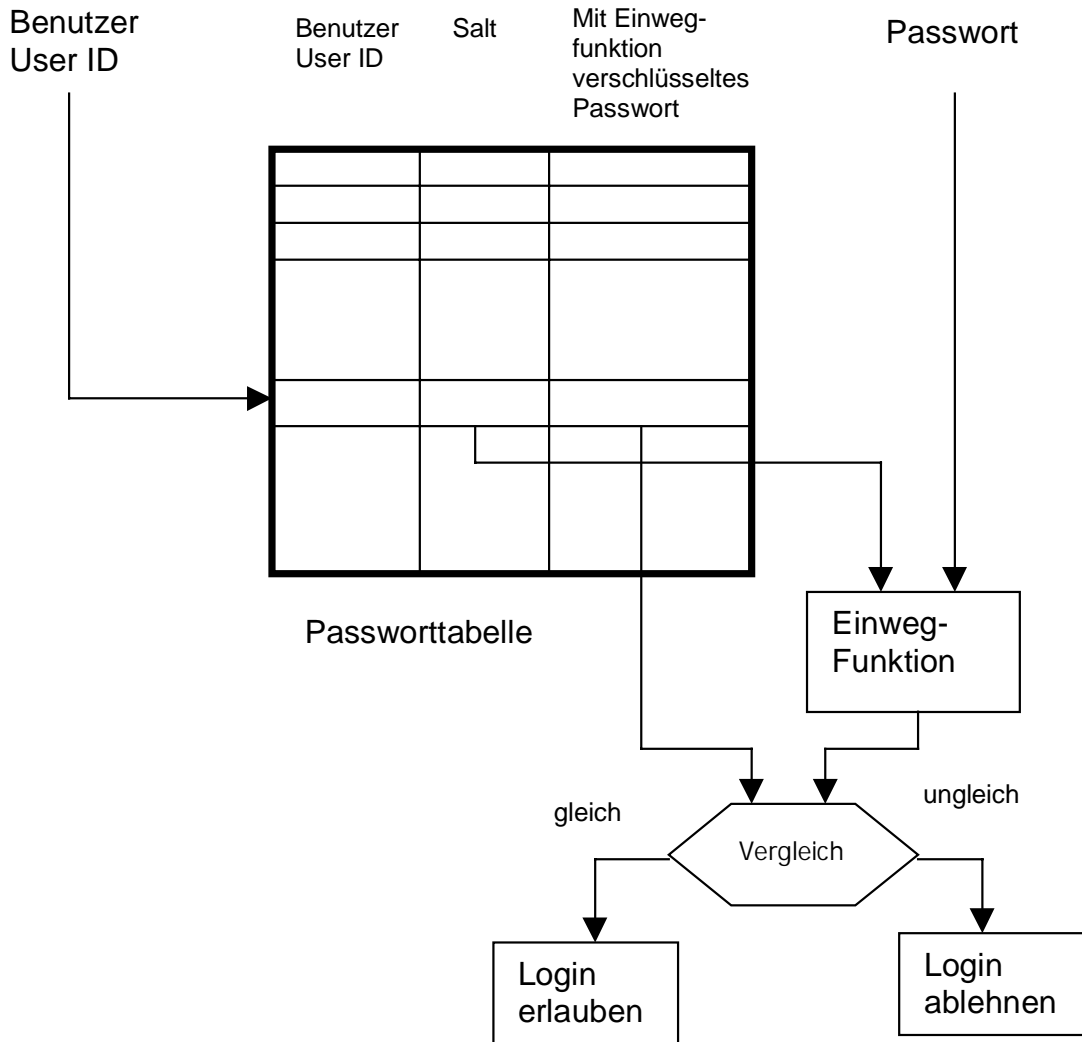 Benutzer
User ID
Benutzer
User ID
Salt
Mit Einweg-
funktion
verschlüsseltes
Passwort
Passwort
Passworttabelle
Einweg-
Funktion
gleich
ungleich
Vergleich
Login
erlauben
Login
ablehnen